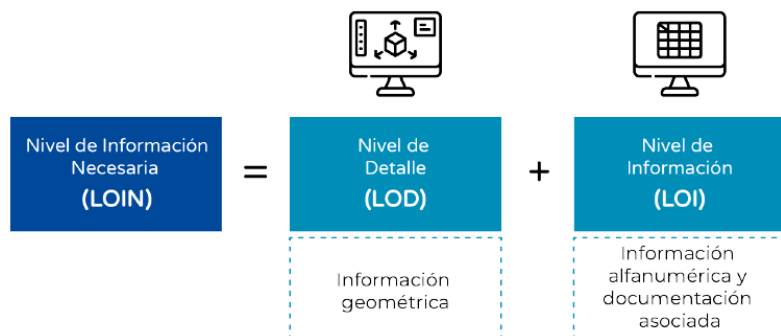 Nivel de Información
Necesaria
(LOIN)
=
Nivel de
Detalle
(LOD)
+
Nivel de
Información
(LOI)
Información
geométrica
Información
alfanumérica y
documentación
asociada